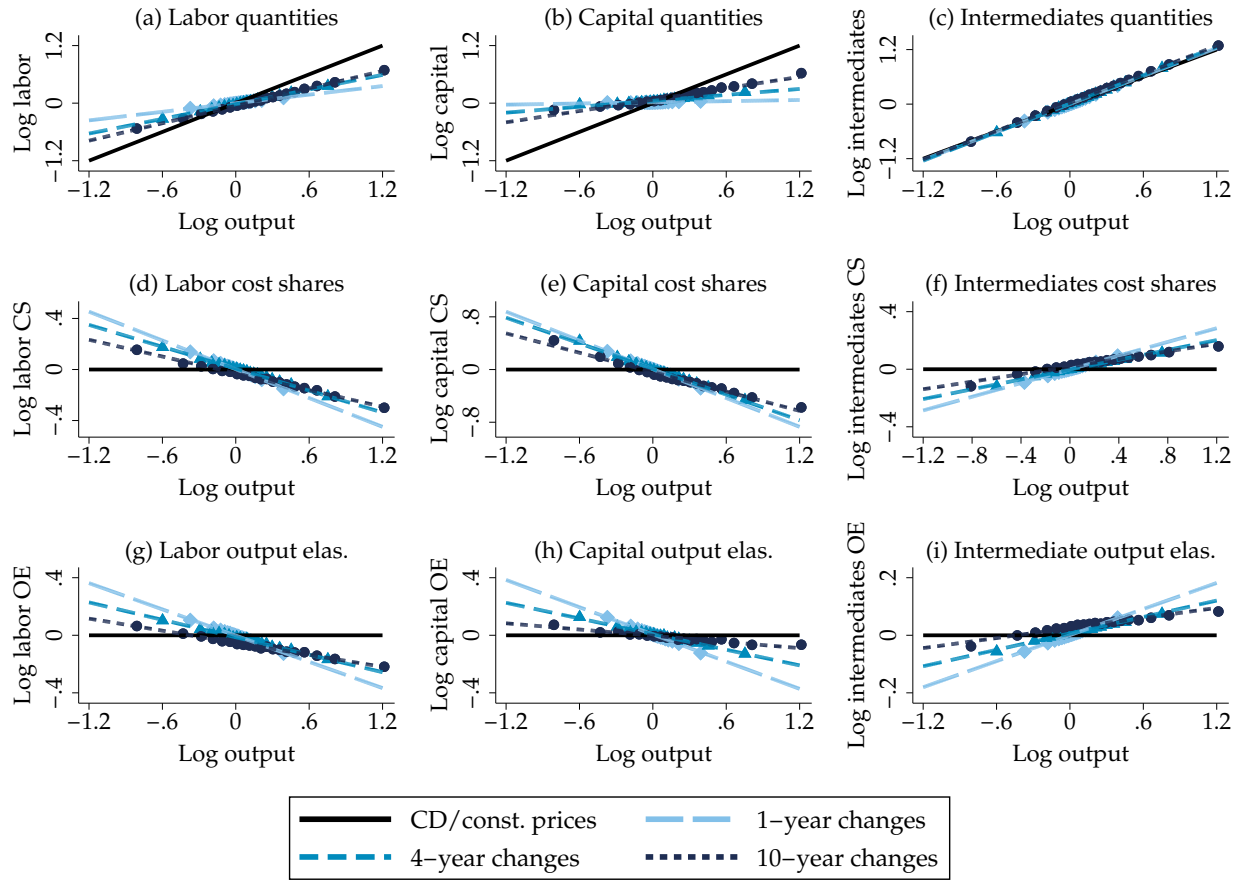 (a) Labor quantities
Log labor
1.2
0
−1.2
−1.2 −.6 0 .6 1.2
Log output
(b) Capital quantities
Log capital
1.2
0
−1.2
−1.2 −.6 0 .6 1.2
Log output
(c) Intermediates quantities
Log intermediates
1.2
0
−1.2
−1.2 −.6 0 .6 1.2
Log output
(d) Labor cost shares
Log labor CS
.4
0
−.4
−1.2 −.6 0 .6 1.2
Log output
(e) Capital cost shares
Log capital CS
.8
0
−.8
−1.2 −.6 0 .6 1.2
Log output
(f) Intermediates cost shares
Log intermediates CS
.4
0
−.4
−1.2 −.8 −.4 0 .4 .8 1.2
Log output
(g) Labor output elas.
Log labor OE
.4
0
−.4
−1.2 −.6 0 .6 1.2
Log output
(h) Capital output elas.
Log capital OE
.4
0
−.4
−1.2 −.6 0 .6 1.2
Log output
(i) Intermediate output elas.
Log intermediates OE
.2
0
−.2
−1.2 −.6 0 .6 1.2
Log output
CD/const. prices
1−year changes
4−year changes
10−year changes